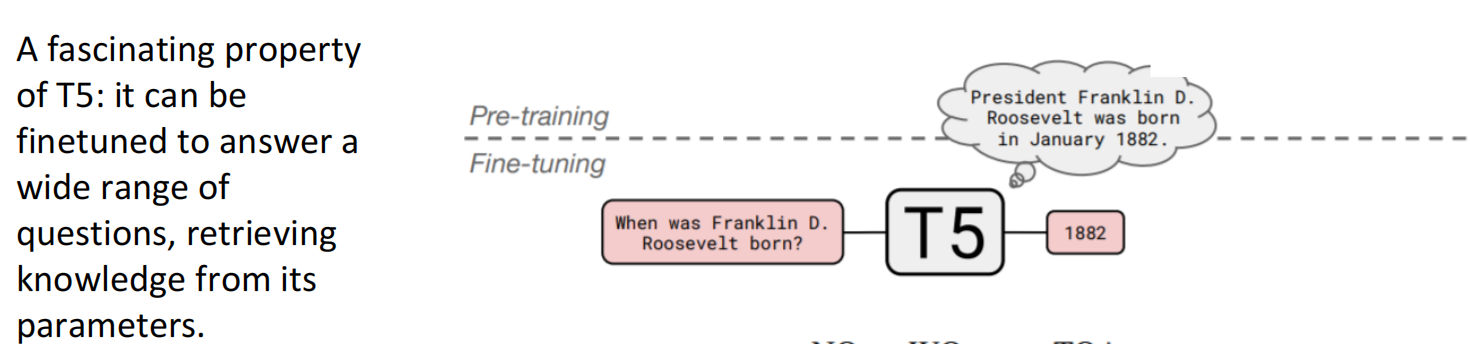 A fascinating property
of T5: it can be
finetuned to answer a
wide range of
questions, retrieving
knowledge from its
parameters.
Pre-training
Fine-tuning
President Franklin D.
Roosevelt was born
in January 1882.
When was Franklin D.
Roosevelt born?
T5
1882